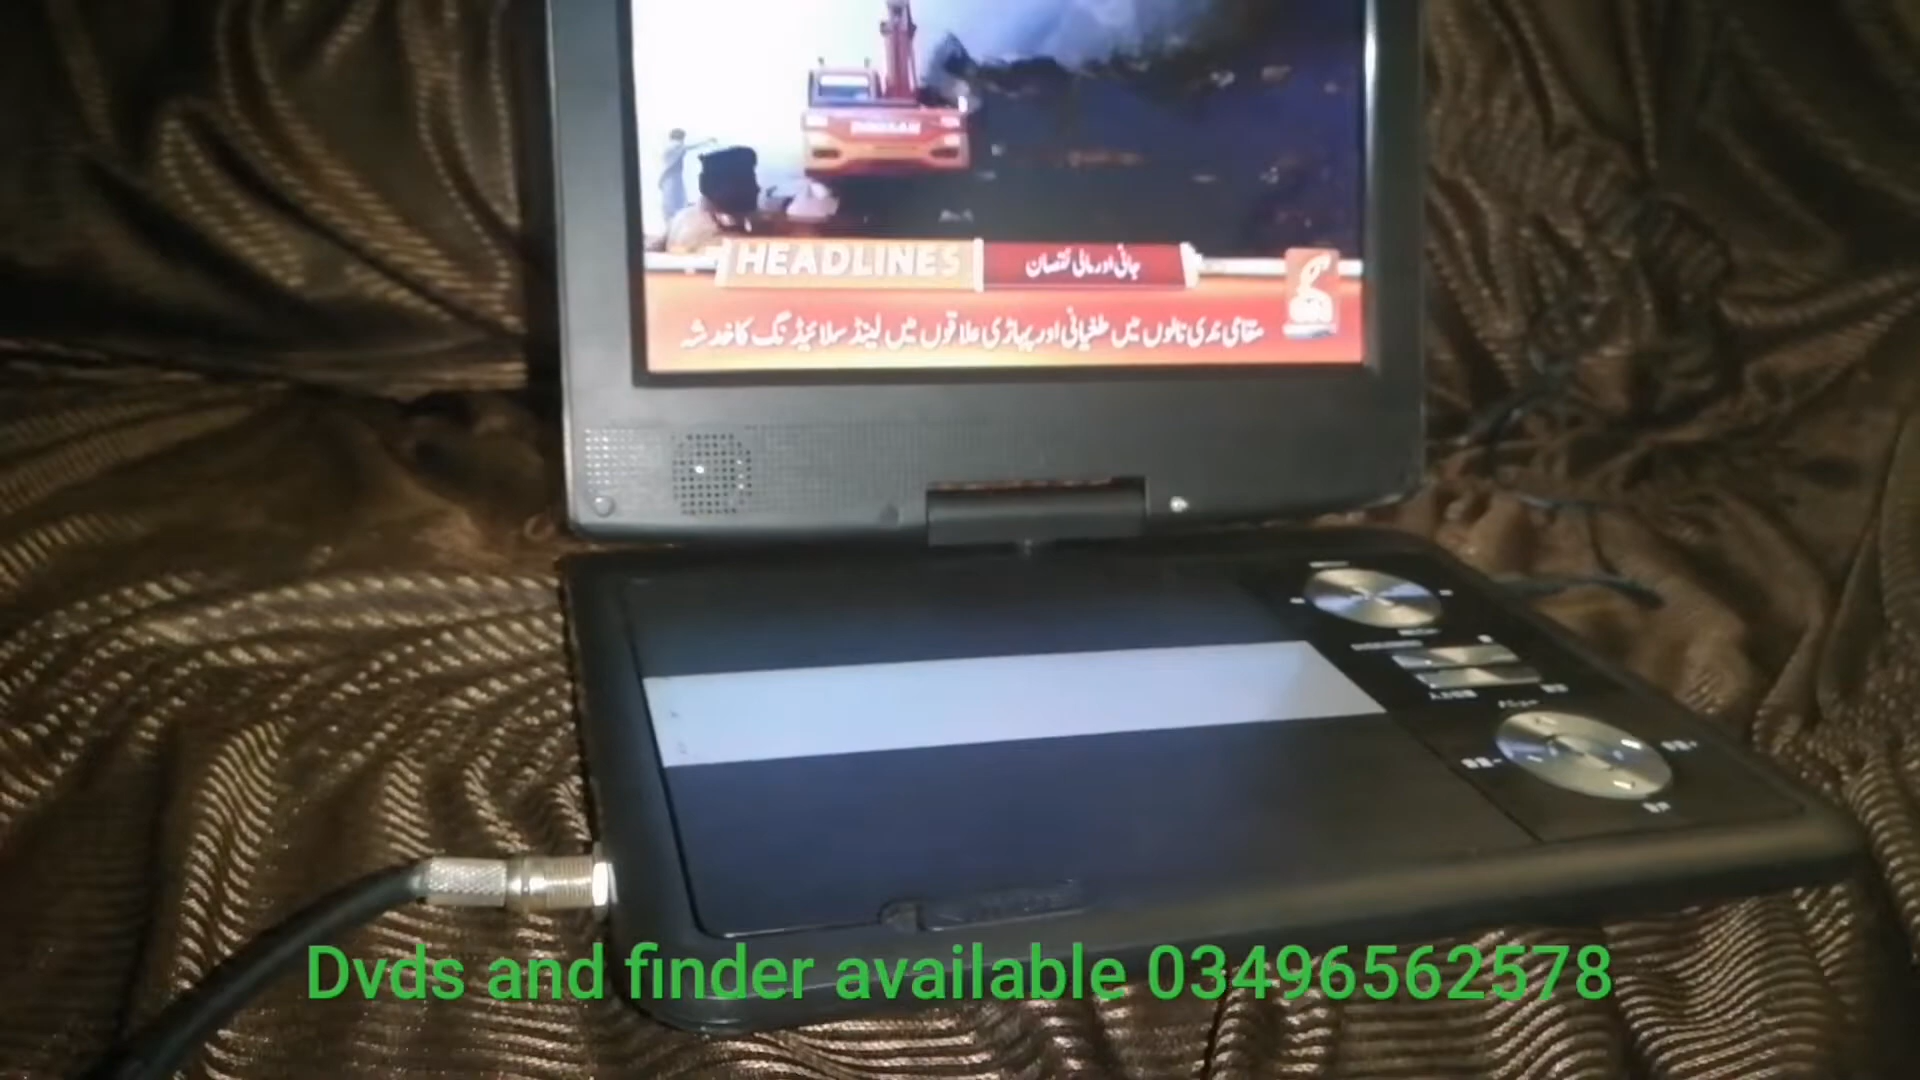 DOOSAN
HEADLINES جانی اور مالی نقصان
مقامی ندی نالوں میں طغیانی اور پہاڑی علاقوں میں لینڈ سلائیڈنگ کا خدشہ
Dvds and finder available 03496562578